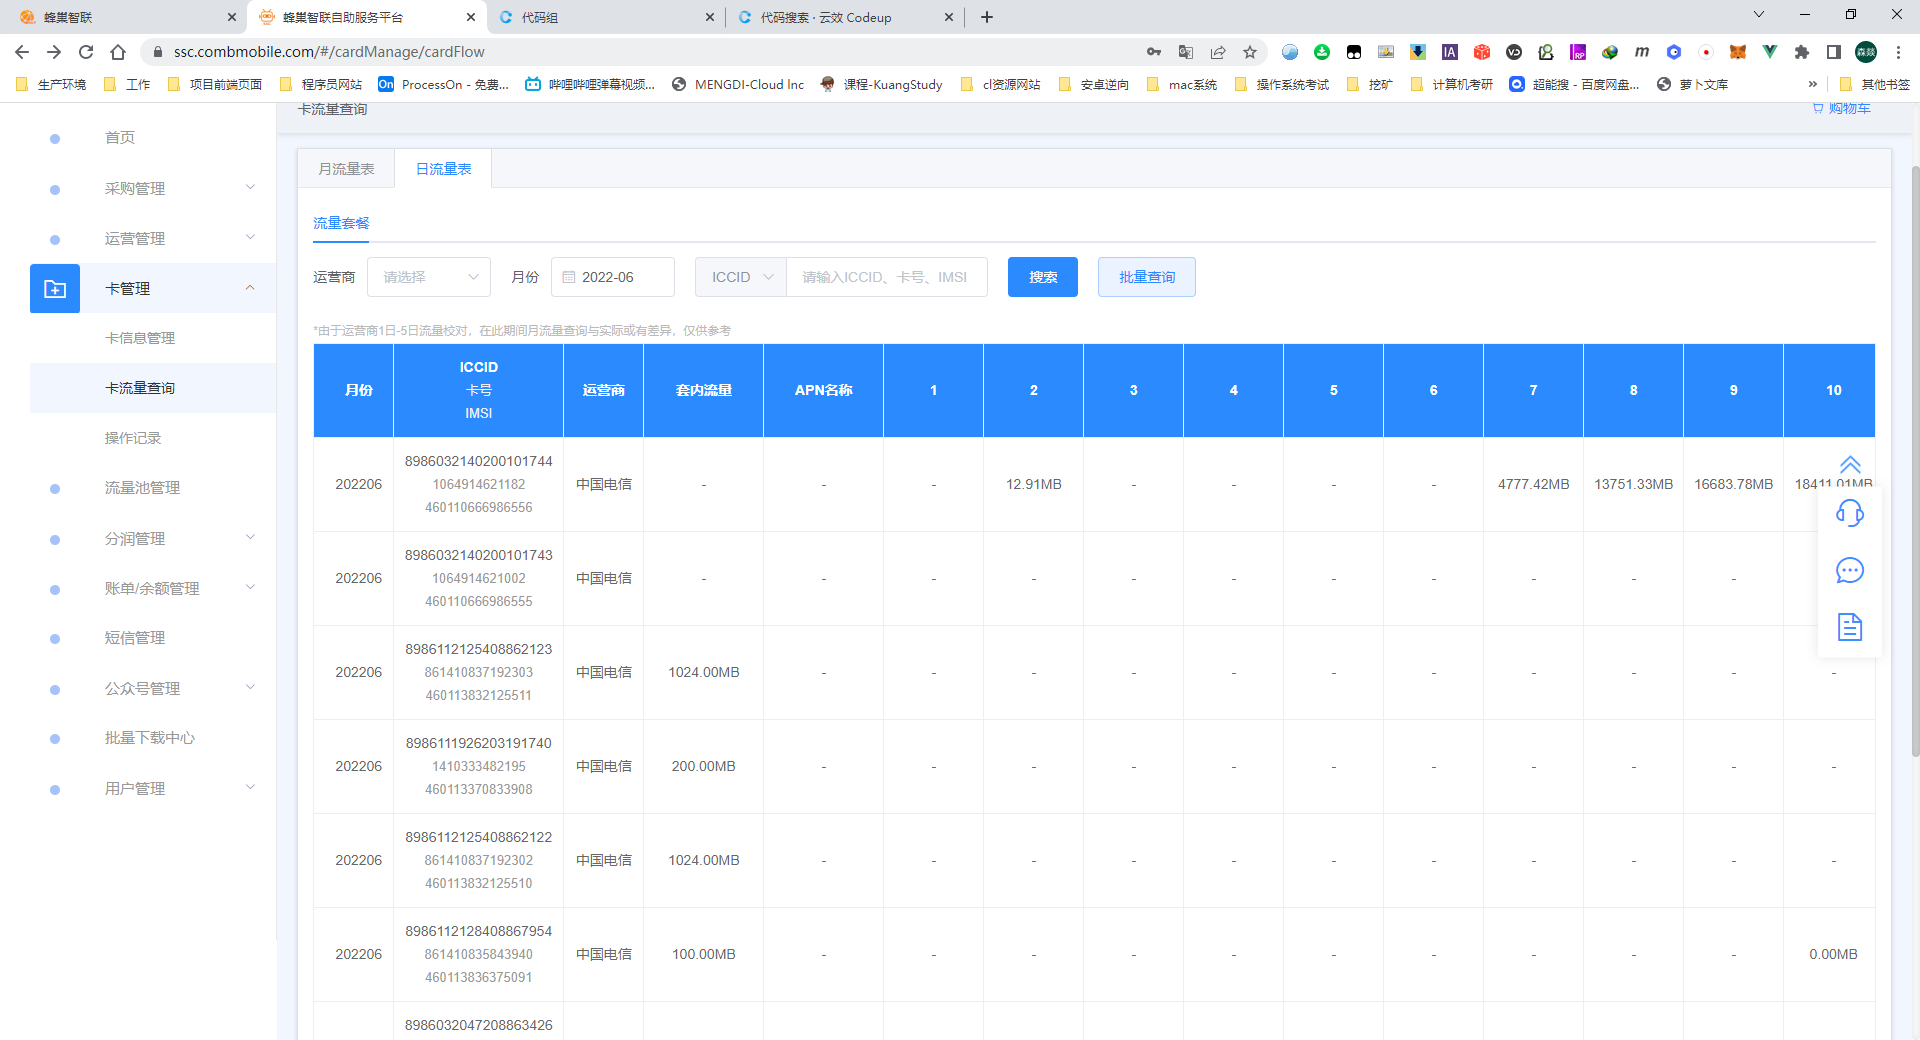 蜂巢智联
蜂巢智联自助服务平台
代码组
代码搜索 · 云效 Codeup
ssc.combmobile.com/#/cardManage/cardFlow
生产环境 工作 项目前端页面 程序员网站 ProcessOn - 免费... 哔哩哔哩弹幕视频... MENGDI-Cloud lnc 课程-KuangStudy cl资源网站 安卓逆向 mac系统 操作系统考试 挖矿 计算机考研 超能搜 - 百度网盘... 萝卜文库 » 其他书签
卡流量查询
购物车
首页
采购管理
运营管理
卡管理
卡信息管理
卡流量查询
操作记录
流量池管理
分润管理
账单/余额管理
短信管理
公众号管理
批量下载中心
用户管理
月流量表 日流量表
流量套餐
运营商 请选择 月份 2022-06 ICCID 请输入ICCID、卡号、IMSI 搜索 批量查询
*由于运营商1日-5日流量校对，在此期间月流量查询与实际或有差异，仅供参考
月份 ICCID 运营商 套内流量 APN名称 1 2 3 4 5 6 7 8 9 10
卡号
IMSI
8986032140200101744
202206 1064914621182 中国电信 - - - 12.91MB - - - - 4777.42MB 13751.33MB 16683.78MB 18411.01MB
460110666986556
8986032140200101743
202206 1064914621002 中国电信 - - - - - - - - - - -
460110666986555
8986112125408862123
202206 861410837192303 中国电信 1024.00MB - - - - - - - - - - -
460113832125511
8986111926203191740
202206 1410333482195 中国电信 200.00MB - - - - - - - - - - -
460113370833908
8986112125408862122
202206 861410837192302 中国电信 1024.00MB - - - - - - - - - - -
460113832125510
8986112128408867954
202206 861410835843940 中国电信 100.00MB - - - - - - - - - - 0.00MB
460113836375091
8986032047208863426